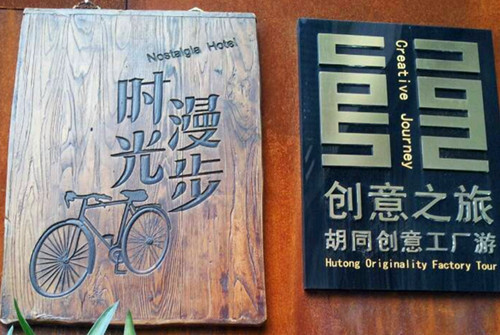 Nostalgia Hotel
时光
漫步
Creative Journey
创意之旅
胡同创意工厂游
Hutong Originality Factory Tour